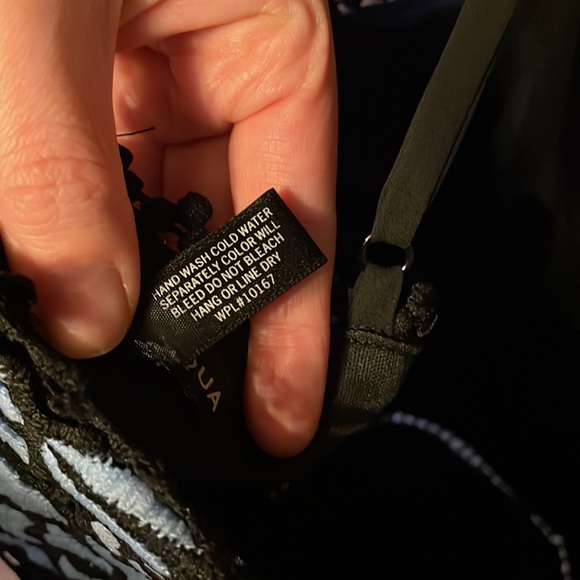 HAND WASH COLD WATER
SEPARATELY COLOR WILL
BLEED DO NOT BLEACH
HANG OR LINE DRY
WPL#10167